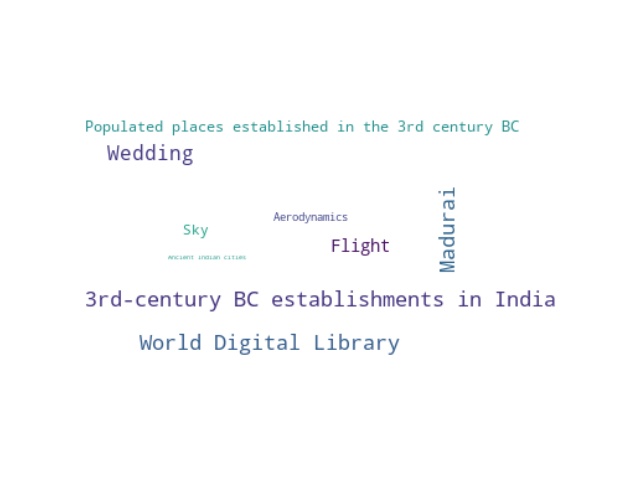 Populated places established in the 3rd century BC
Wedding
Madurai
Aerodynamics
Sky
Flight
Ancient Indian cities
3rd-century BC establishments in India
World Digital Library